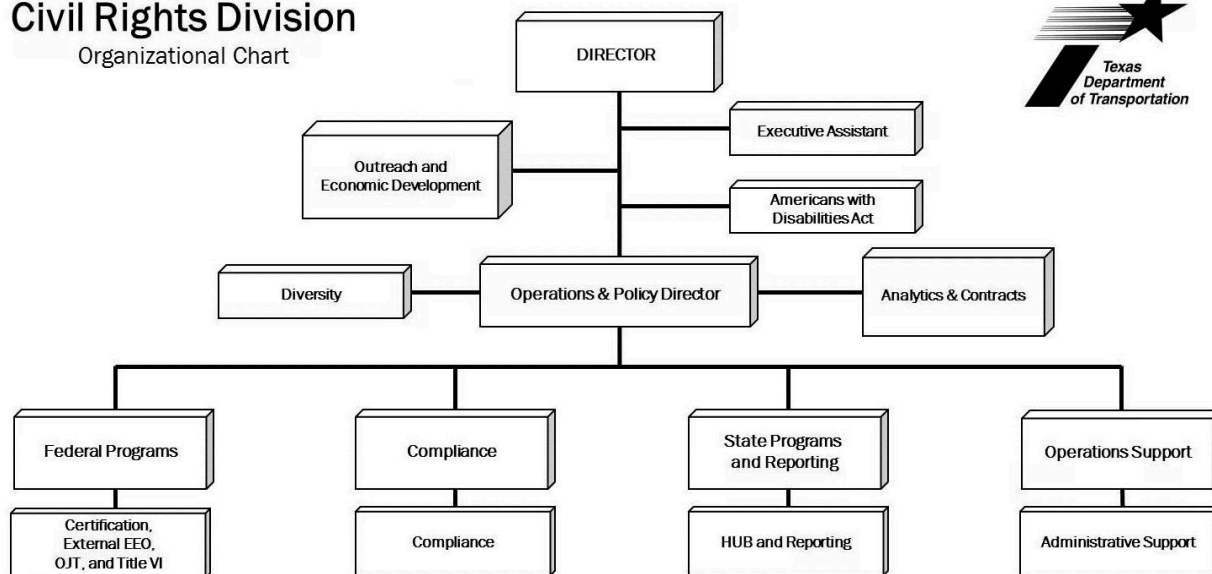 Civil Rights Division
Organizational Chart
Texas
Department
of Transportation
DIRECTOR
Executive Assistant
Outreach and
Economic Development
Americans with
Disabilities Act
Diversity
Operations & Policy Director
Analytics & Contracts
Federal Programs
Compliance
State Programs
and Reporting
Operations Support
Certification,
External EEO,
OJT, and Title VI
Compliance
HUB and Reporting
Administrative Support